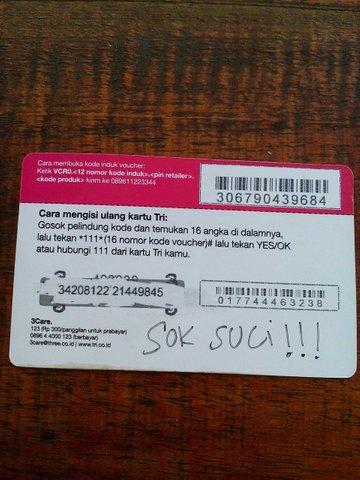 Cara membuka kode induk voucher:
Ketik VCR0.<12 nomor kode induk>.<pin retailer>.
<kode produk> kirim ke 089611223344
306790439684
Cara mengisi ulang kartu Tri:
Gosok pelindung kode dan temukan 16 angka di dalamnya,
lalu tekan *111*(16 nomor kode voucher)# lalu tekan YES/OK
atau hubungi 111 dari kartu Tri kamu.
34208122 21449845
017744463238
3Care.
123 (Rp 300/panggilan untuk prabayar)
0896 4 4000 123 (berbayar)
3care@three.co.id | www.tri.co.id
SOK SUCI!!!